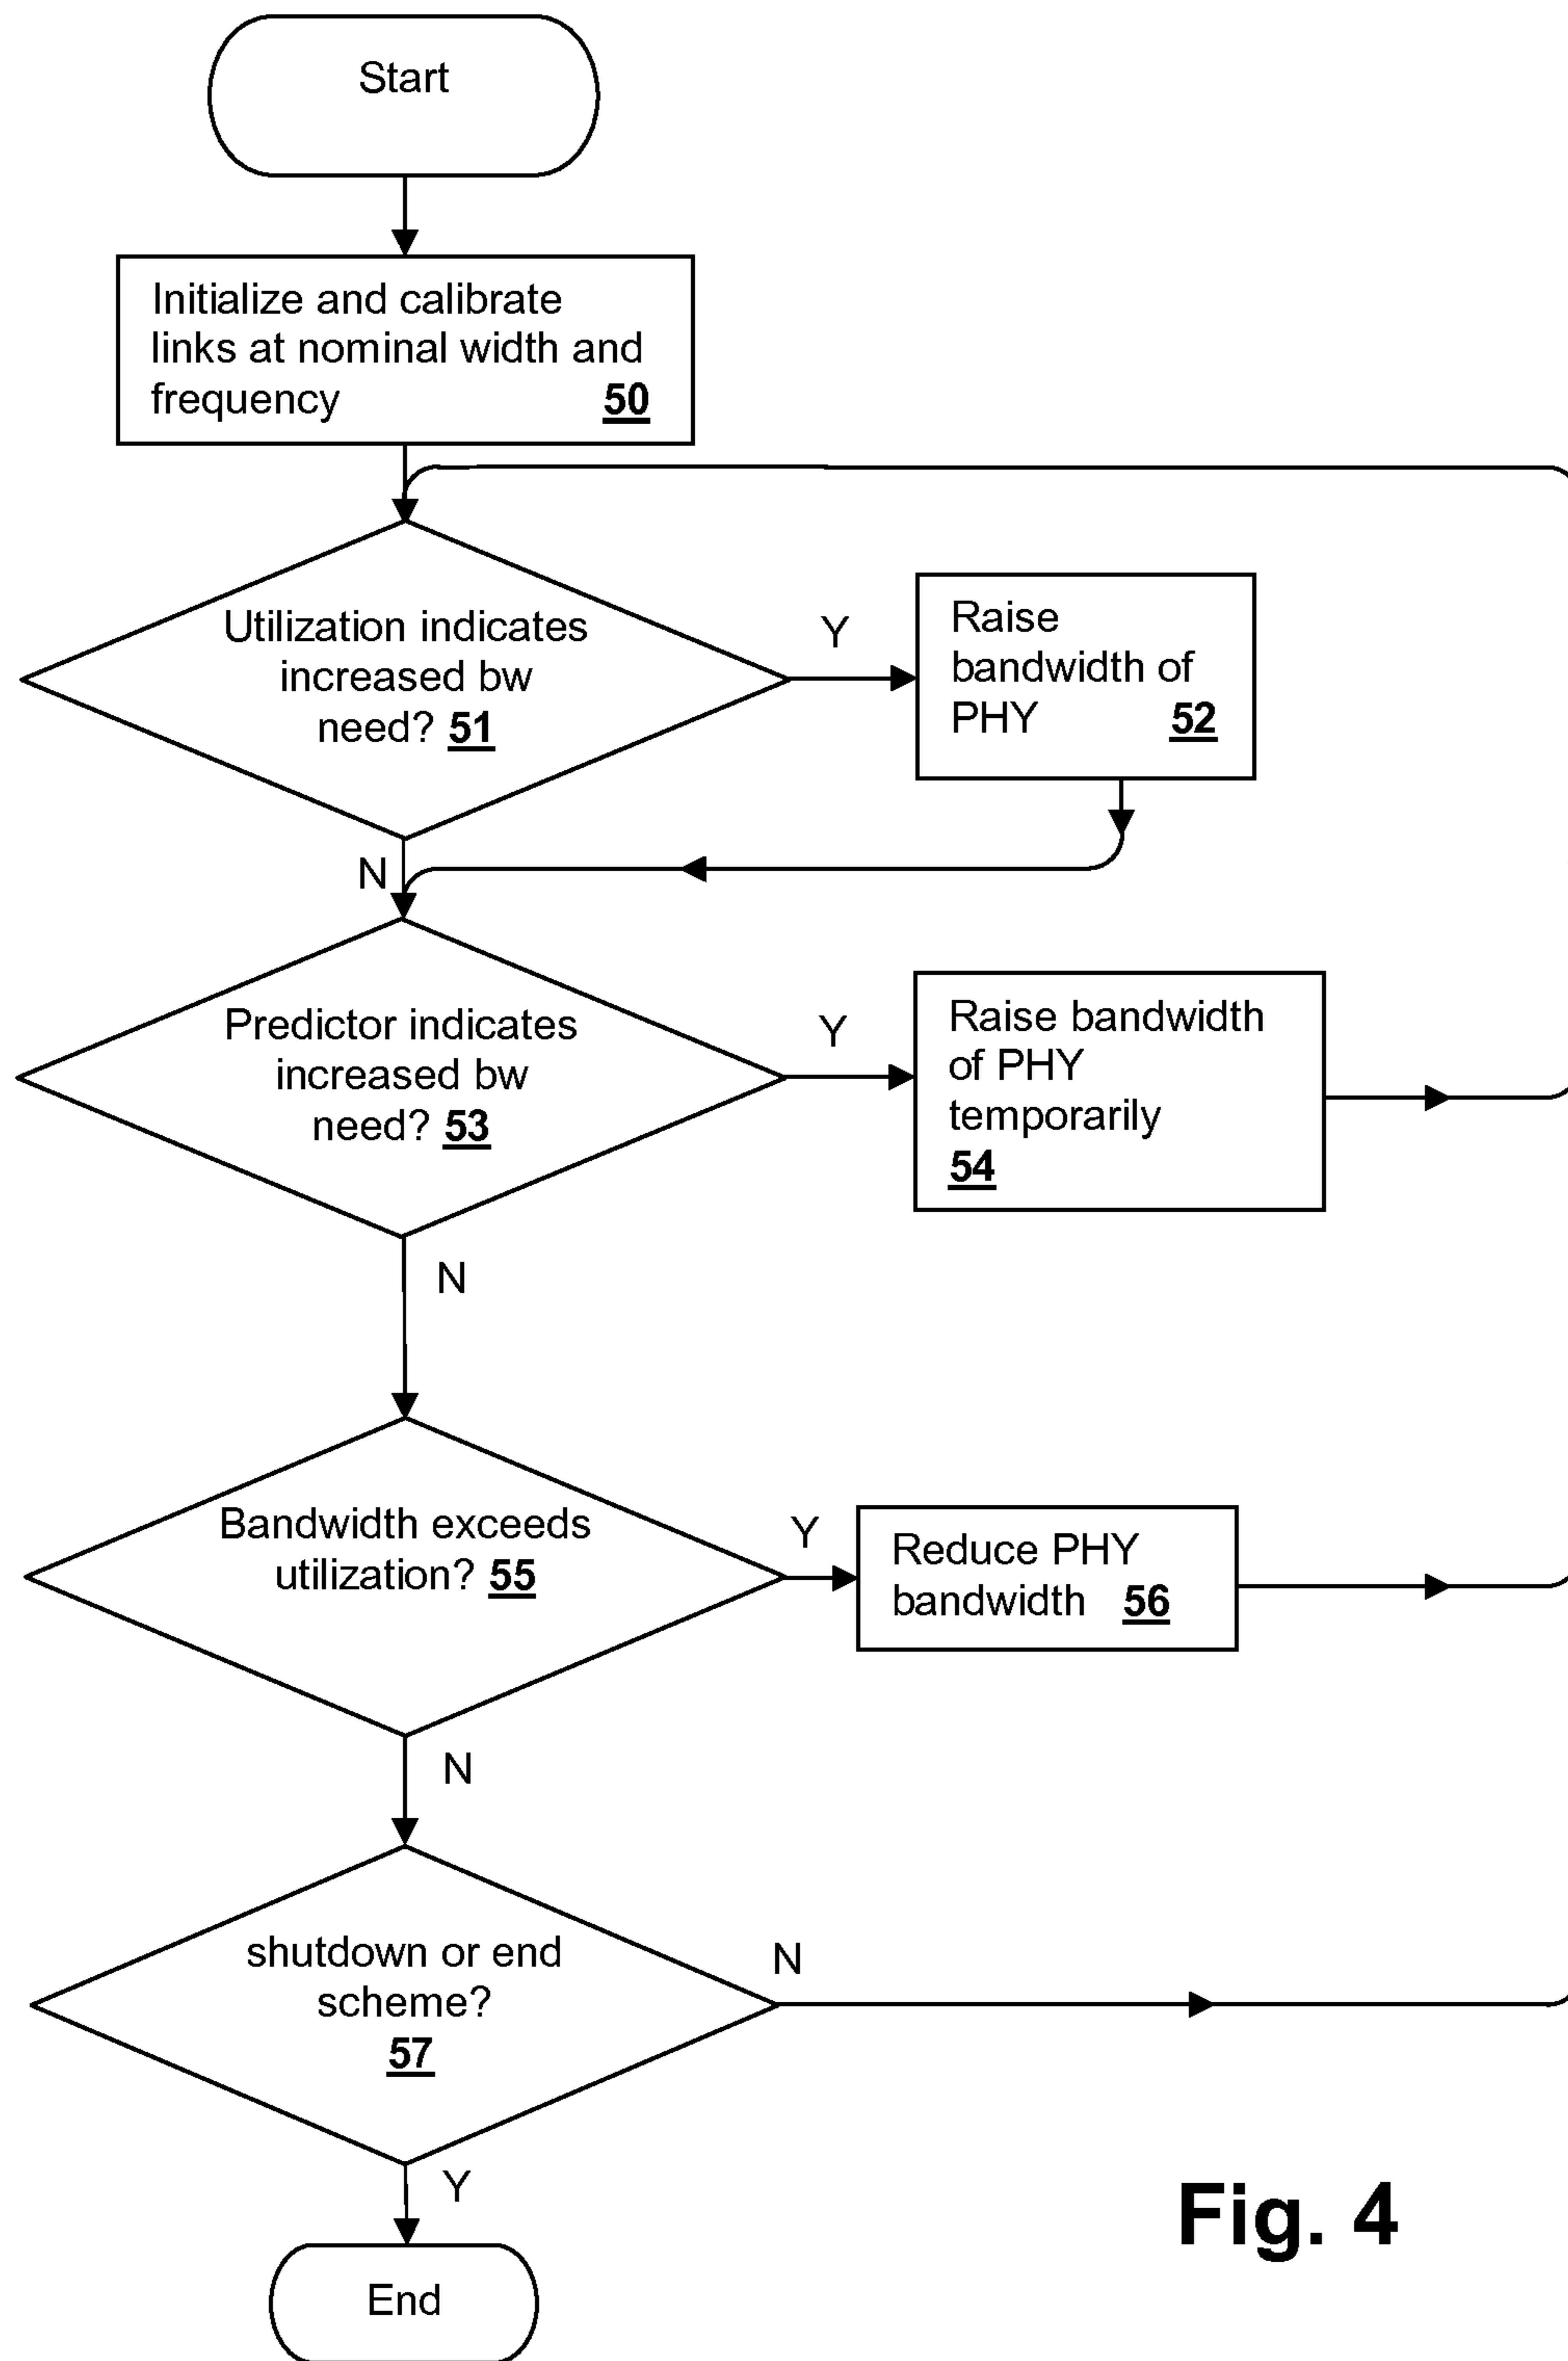 Start
Initialize and calibrate
links at nominal width and
frequency 50
Utilization indicates
increased bw
need? 51
Y
Raise
bandwidth of
PHY 52
N
Predictor indicates
increased bw
need? 53
Y
Raise bandwidth
of PHY
temporarily
54
N
Bandwidth exceeds
utilization? 55
Y
Reduce PHY
bandwidth 56
N
shutdown or end
scheme?
57
N
Y
End
Fig. 4